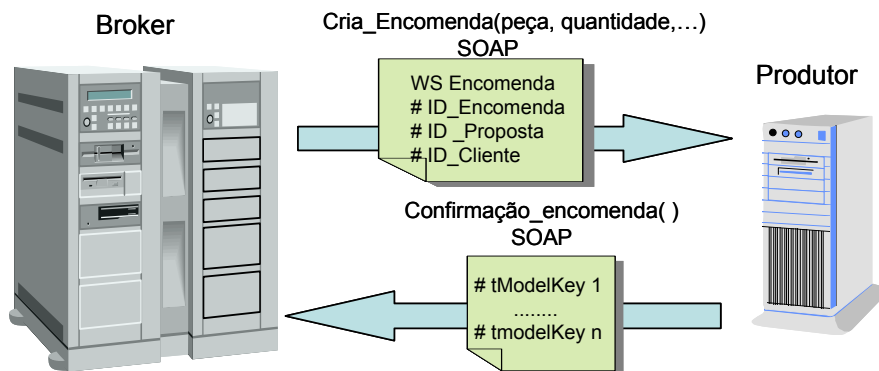 Broker
Cria_Encomenda(peça, quantidade,...)
SOAP
Produtor
WS Encomenda
# ID_Encomenda
# ID _Proposta
# ID_Cliente
Confirmação_encomenda( )
SOAP
# tModelKey 1
........
# tmodelKey n